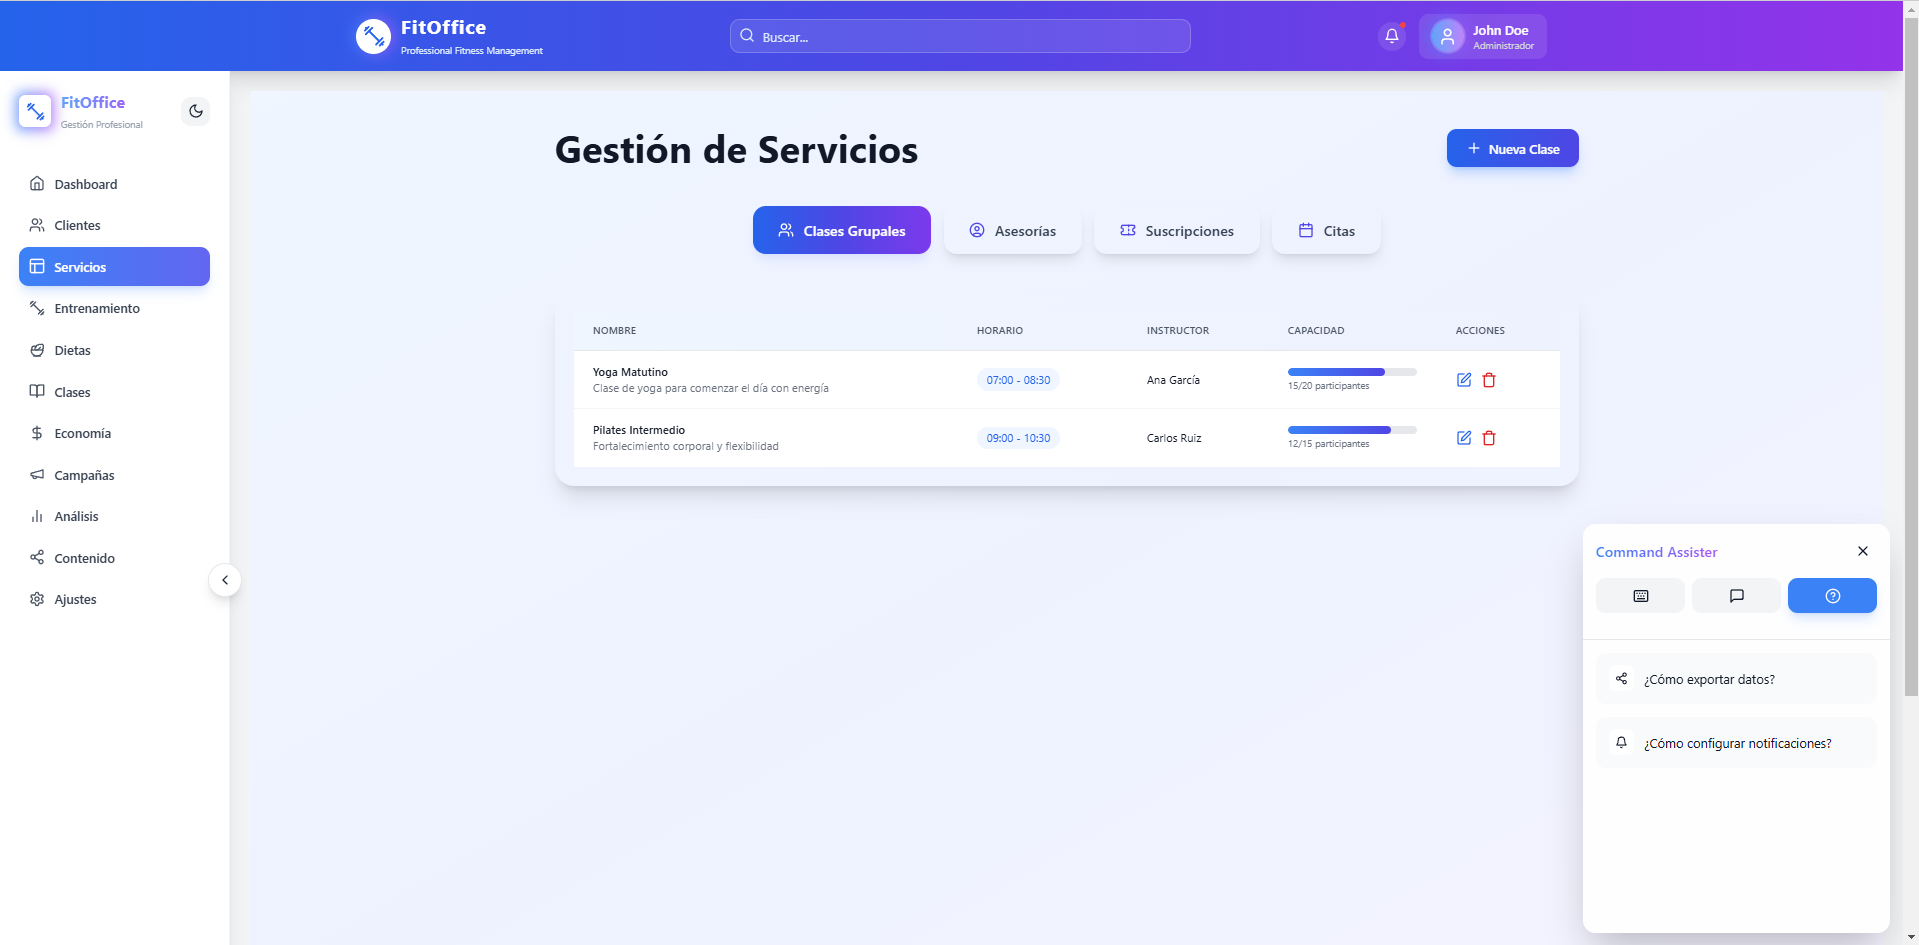 FitOffice
Professional Fitness Management
Buscar...
John Doe
Administrador
FitOffice
Gestión Profesional
Dashboard
Clientes
Servicios
Entrenamiento
Dietas
Clases
Economía
Campañas
Análisis
Contenido
Ajustes
Gestión de Servicios
Nueva Clase
Clases Grupales
Asesorías
Suscripciones
Citas
NOMBRE HORARIO INSTRUCTOR CAPACIDAD ACCIONES
Yoga Matutino
Clase de yoga para comenzar el día con energía
07:00 - 08:30
Ana García
15/20 participantes
Pilates Intermedio
Fortalecimiento corporal y flexibilidad
09:00 - 10:30
Carlos Ruiz
12/15 participantes
Command Assister
¿Cómo exportar datos?
¿Cómo configurar notificaciones?